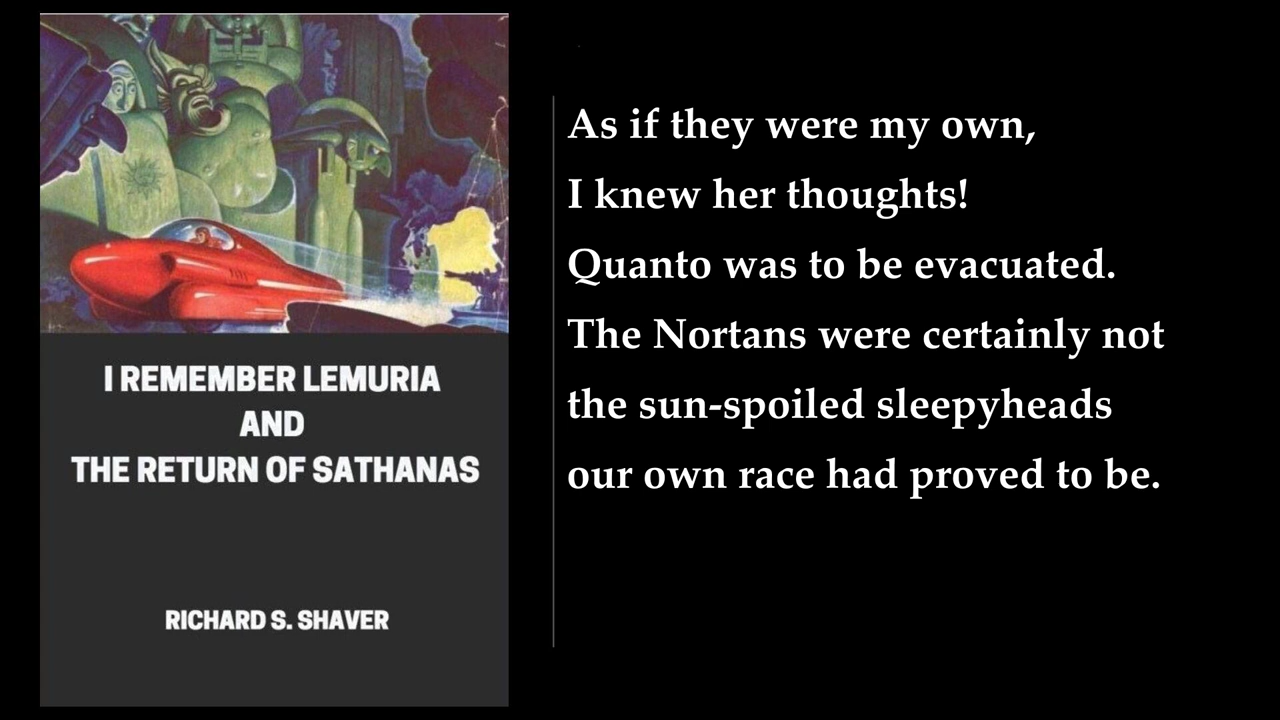 I REMEMBER LEMURIA
AND
THE RETURN OF SATHANAS
RICHARD S. SHAVER
As if they were my own,
I knew her thoughts!
Quanto was to be evacuated.
The Nortans were certainly not
the sun-spoiled sleepyheads
our own race had proved to be.